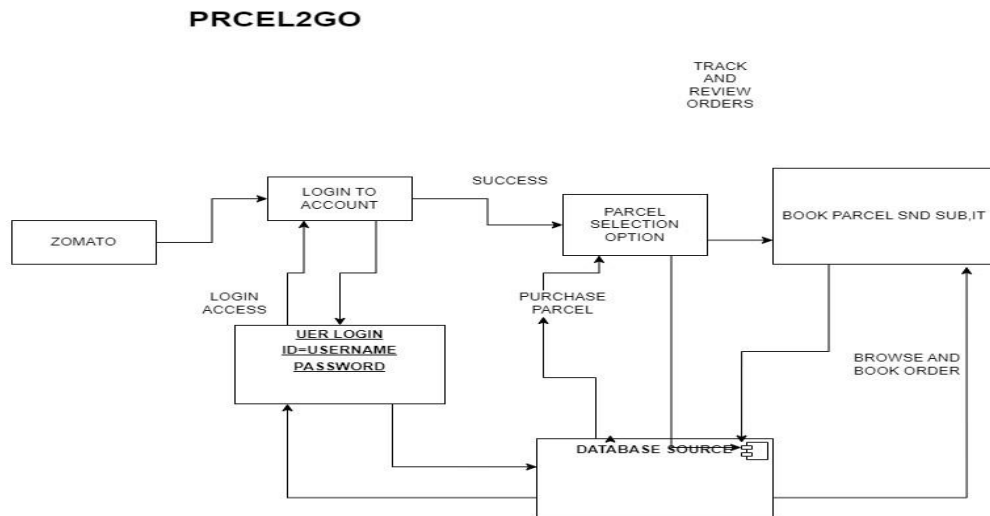 PRCEL2GO
TRACK
AND
REVIEW
ORDERS
LOGIN TO
ACCOUNT
SUCCESS
PARCEL
SELECTION
OPTION
BOOK PARCEL SND SUB,IT
ZOMATO
LOGIN
ACCESS
PURCHASE
PARCEL
UER LOGIN
ID=USERNAME
PASSWORD
BROWSE AND
BOOK ORDER
DATABASE SOURCE